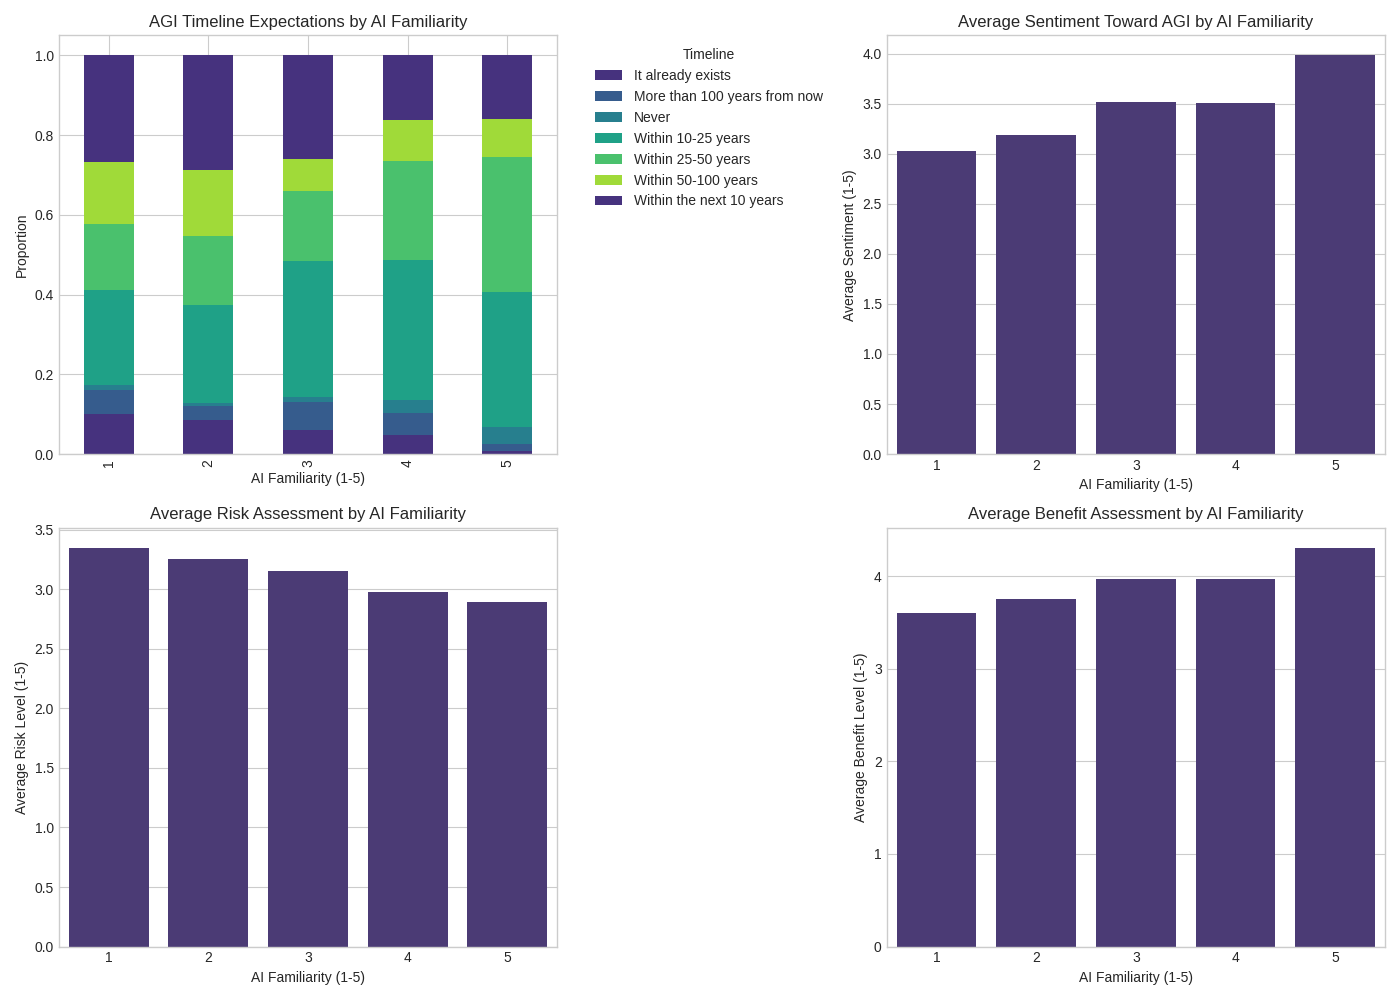 AGI Timeline Expectations by AI Familiarity
1.0
0.8
0.6
0.4
0.2
0.0
Proportion
1
2
3
4
5
AI Familiarity (1-5)
Timeline
It already exists
More than 100 years from now
Never
Within 10-25 years
Within 25-50 years
Within 50-100 years
Within the next 10 years
Average Sentiment Toward AGI by AI Familiarity
4.0
3.5
3.0
2.5
2.0
1.5
1.0
0.5
0.0
Average Sentiment (1-5)
1
2
3
4
5
AI Familiarity (1-5)
Average Risk Assessment by AI Familiarity
3.5
3.0
2.5
2.0
1.5
1.0
0.5
0.0
Average Risk Level (1-5)
1
2
3
4
5
AI Familiarity (1-5)
Average Benefit Assessment by AI Familiarity
4
3
2
1
0
Average Benefit Level (1-5)
1
2
3
4
5
AI Familiarity (1-5)